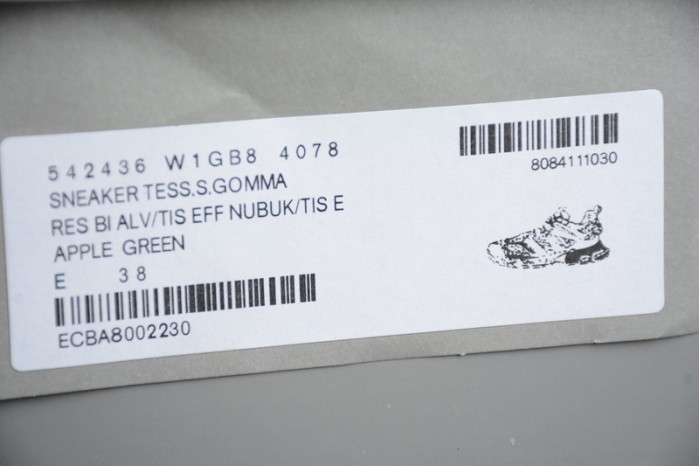 542436 W1GB8 4078
SNEAKER TESS.S.GOMMA
RES BI ALV/TIS EFF NUBUK/TIS E
APPLE GREEN
E 38
ECBA8002230
8084111030